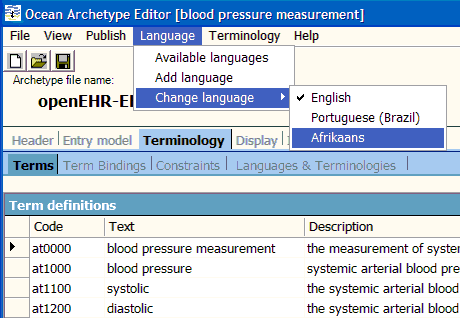 Ocean Archetype Editor [blood pressure measurement]
File View Publish Language Terminology Help
Available languages
Add language
Change language
English
Portuguese (Brazil)
Afrikaans
Archetype file name:
openEHR-E
Header Entry model Terminology Display
Terms Term Bindings Constraints Languages & Terminologies
Term definitions
Code Text Description
at0000 blood pressure measurement the measurement of system
at1000 blood pressure systemic arterial blood pre
at1100 systolic the systemic arterial blood
at1200 diastolic the systemic arterial blood